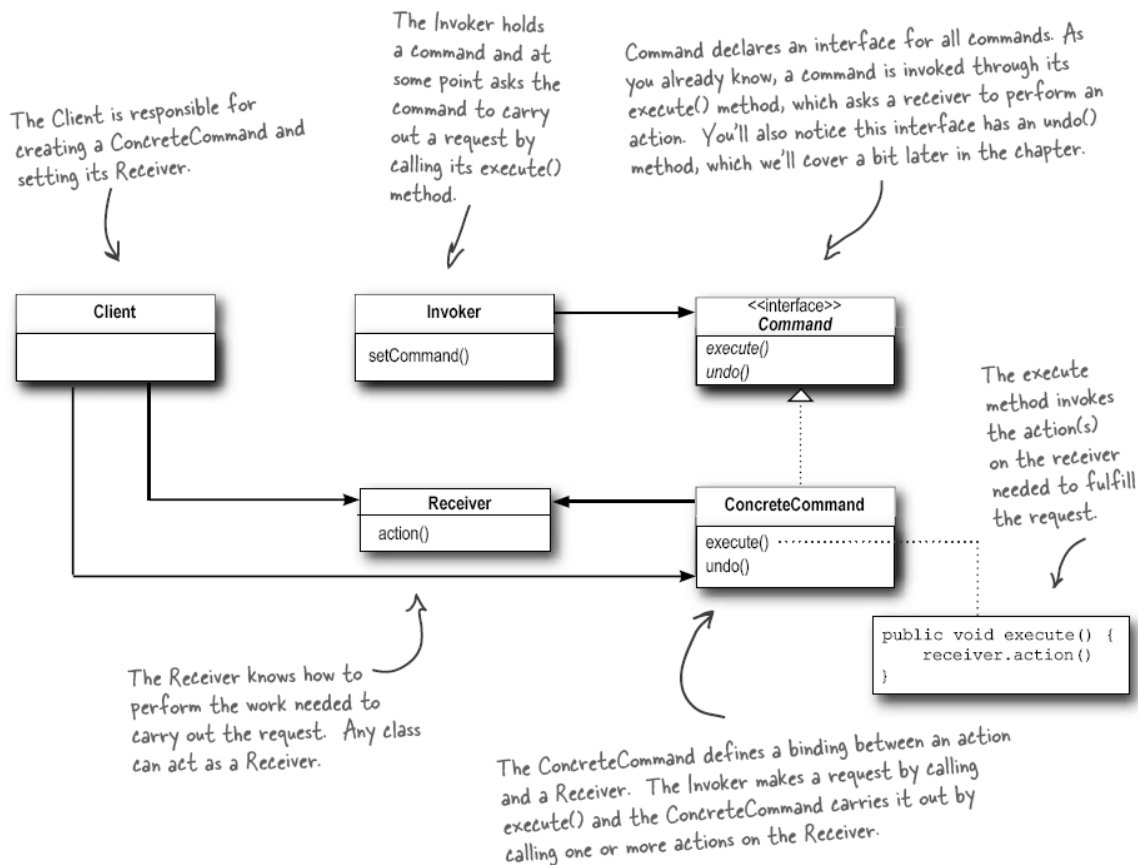 The Invoker holds
a command and at
some point asks the
command to carry
out a request by
calling its execute()
method.
Command declares an interface for all commands. As
you already know, a command is invoked through its
execute() method, which asks a receiver to perform an
action. You'll also notice this interface has an undo()
method, which we'll cover a bit later in the chapter.
The Client is responsible for
creating a ConcreteCommand and
setting its Receiver.
Client
Invoker
setCommand()
<<interface>>
Command
execute()
undo()
The execute
method invokes
the action(s)
on the receiver
needed to fulfill
the request.
Receiver
action()
ConcreteCommand
execute()
undo()
public void execute() {
receiver.action()
}
The Receiver knows how to
perform the work needed to
carry out the request. Any class
can act as a Receiver.
The ConcreteCommand defines a binding between an action
and a Receiver. The Invoker makes a request by calling
execute() and the ConcreteCommand carries it out by
calling one or more actions on the Receiver.